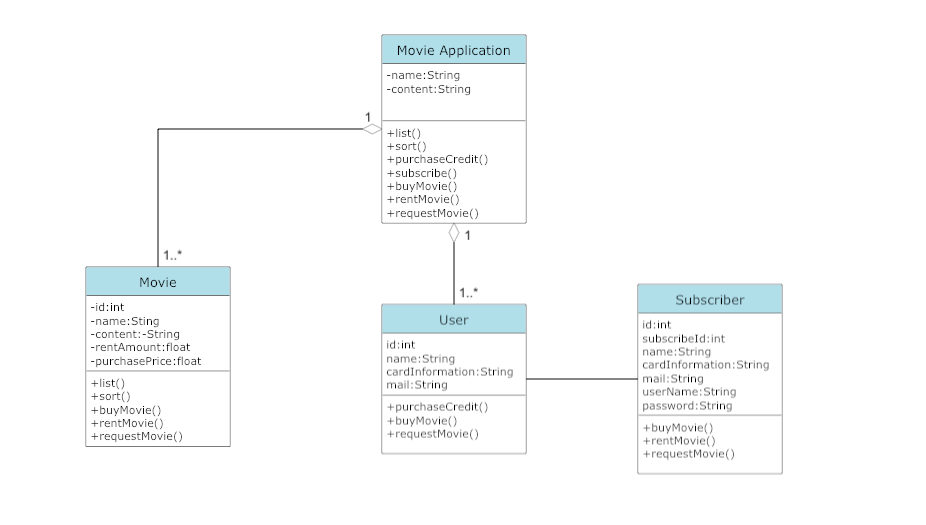 Movie Application
-name:String
-content:String
1
+list()
+sort()
+purchaseCredit()
+subscribe()
+buyMovie()
+rentMovie()
+requestMovie()
1
1..*
Movie
-id:int
-name:Sting
-content:-String
-rentAmount:float
-purchasePrice:float
+list()
+sort()
+buyMovie()
+rentMovie()
+requestMovie()
1..*
User
id:int
name:String
cardInformation:String
mail:String
+purchaseCredit()
+buyMovie()
+requestMovie()
Subscriber
id:int
subscribeId:int
name:String
cardInformation:String
mail:String
userName:String
password:String
+buyMovie()
+rentMovie()
+requestMovie()